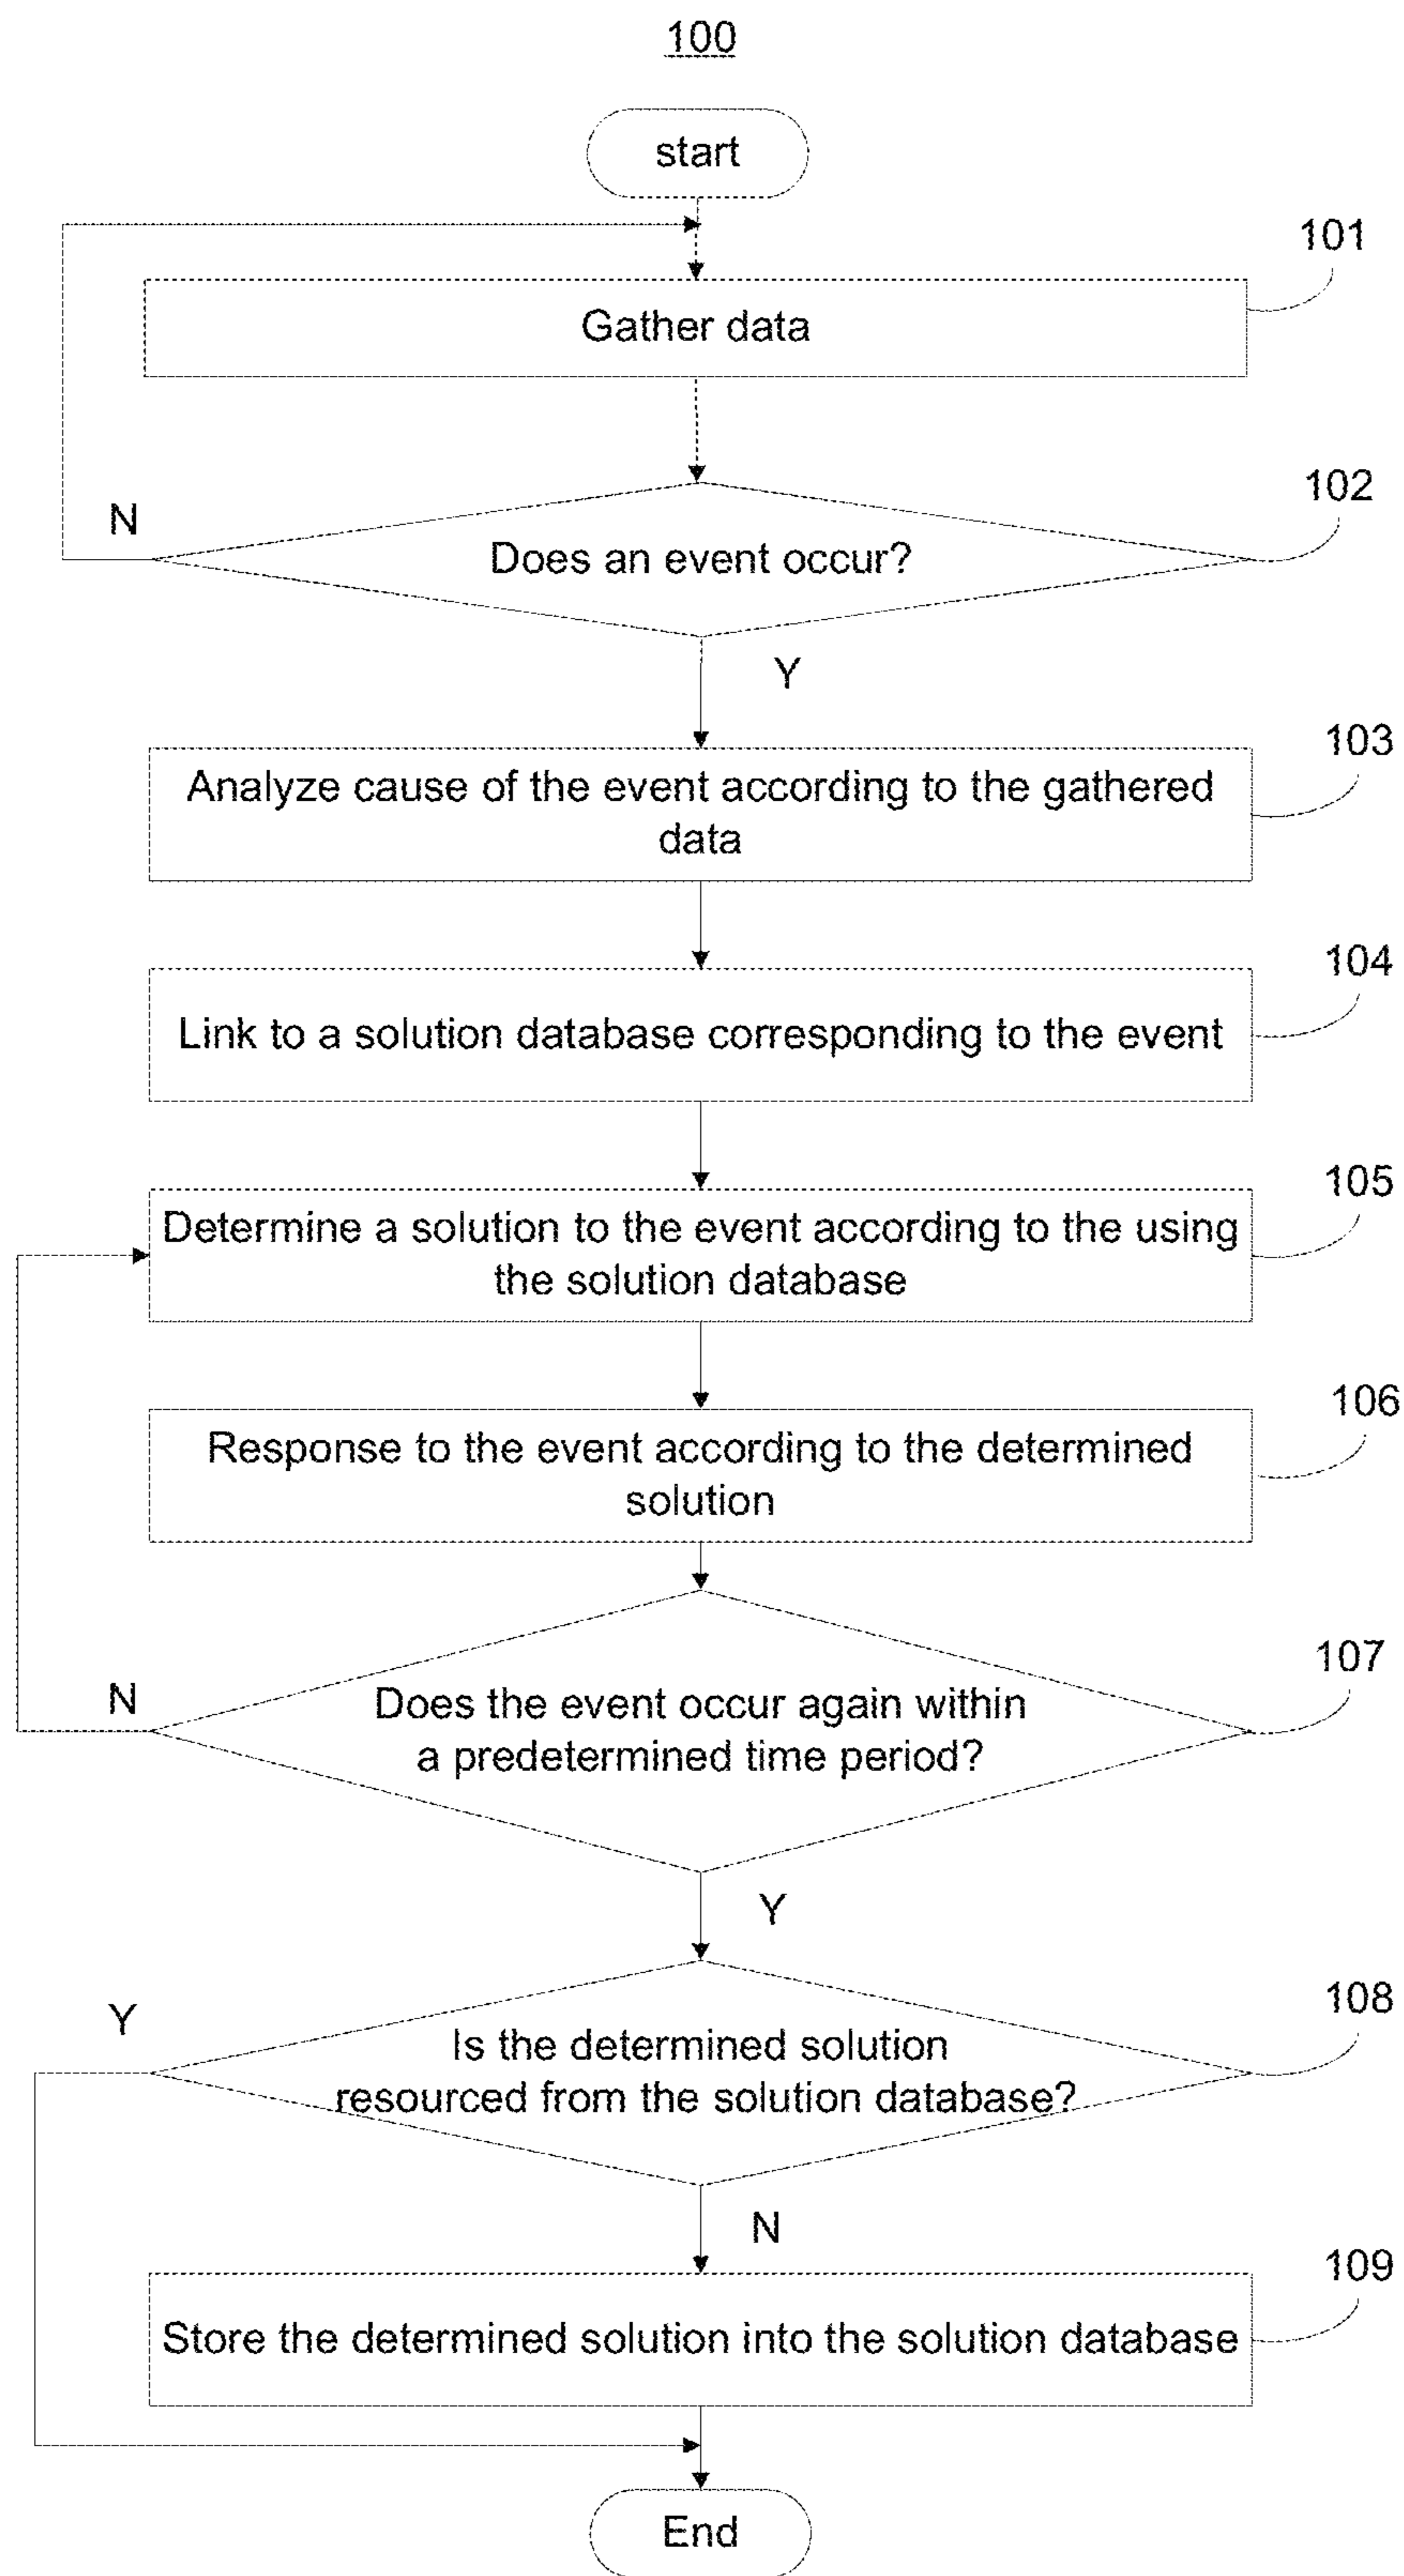 100
start
101
Gather data
102
N
Does an event occur?
Y
103
Analyze cause of the event according to the gathered
data
104
Link to a solution database corresponding to the event
105
Determine a solution to the event according to the using
the solution database
106
Response to the event according to the determined
solution
107
N
Does the event occur again within
a predetermined time period?
Y
108
Y
Is the determined solution
resourced from the solution database?
N
109
Store the determined solution into the solution database
End